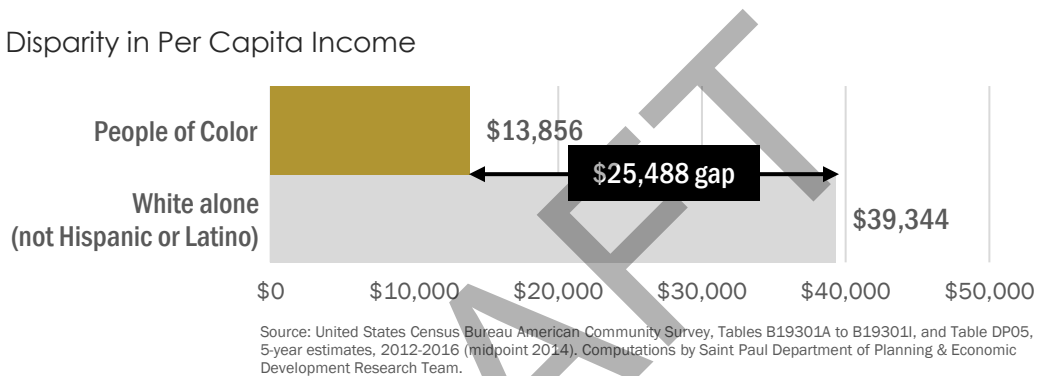 Disparity in Per Capita Income
People of Color
$13,856
$25,488 gap
White alone
(not Hispanic or Latino)
$39,344
$0 $10,000 $20,000 $30,000 $40,000 $50,000
Source: United States Census Bureau American Community Survey, Tables B19301A to B19301I, and Table DP05,
5-year estimates, 2012-2016 (midpoint 2014). Computations by Saint Paul Department of Planning & Economic
Development Research Team.
AFT